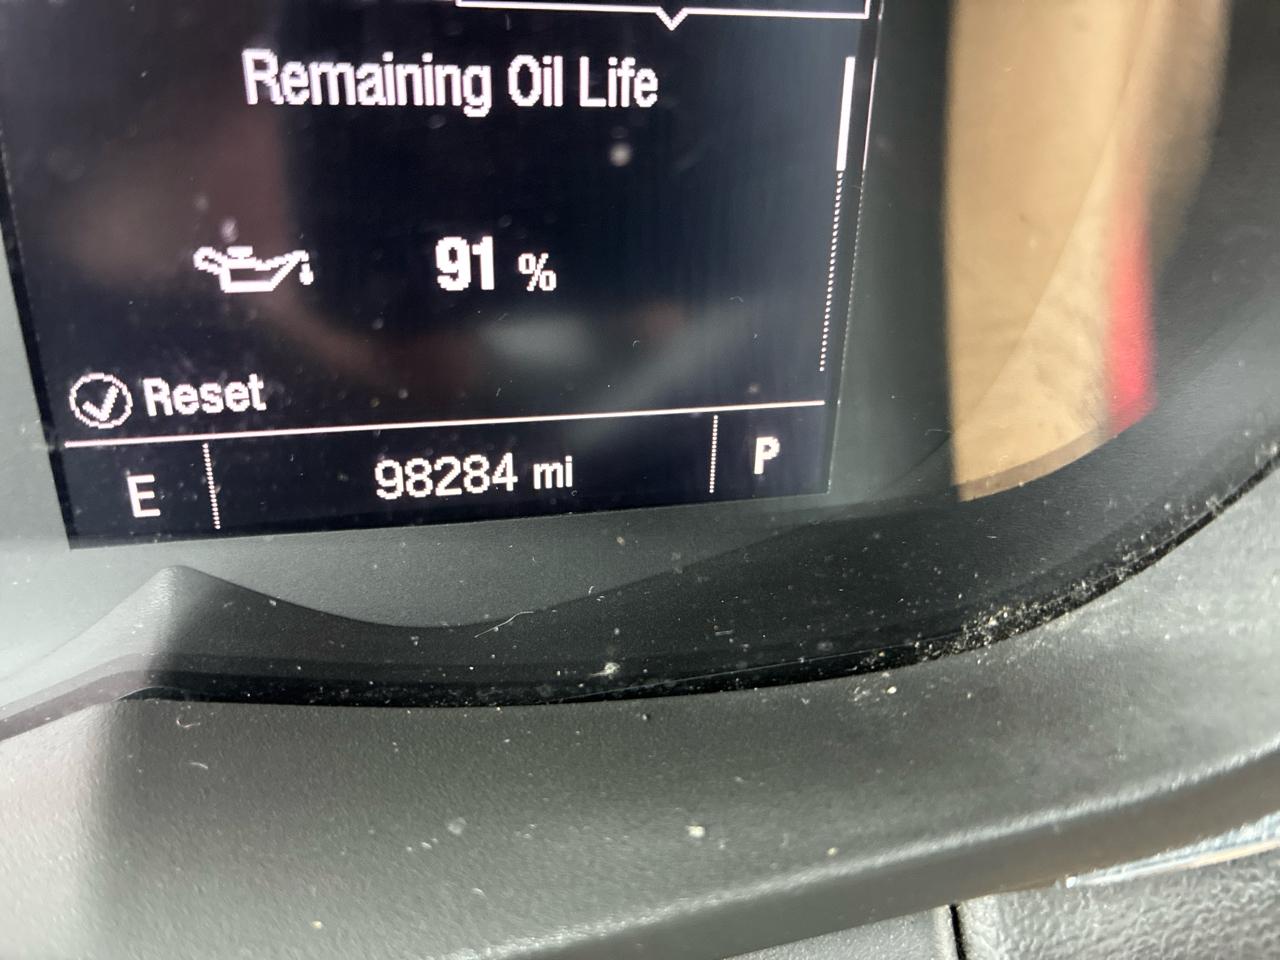 Remaining Oil Life
91 %
Reset
E 98284 mi P